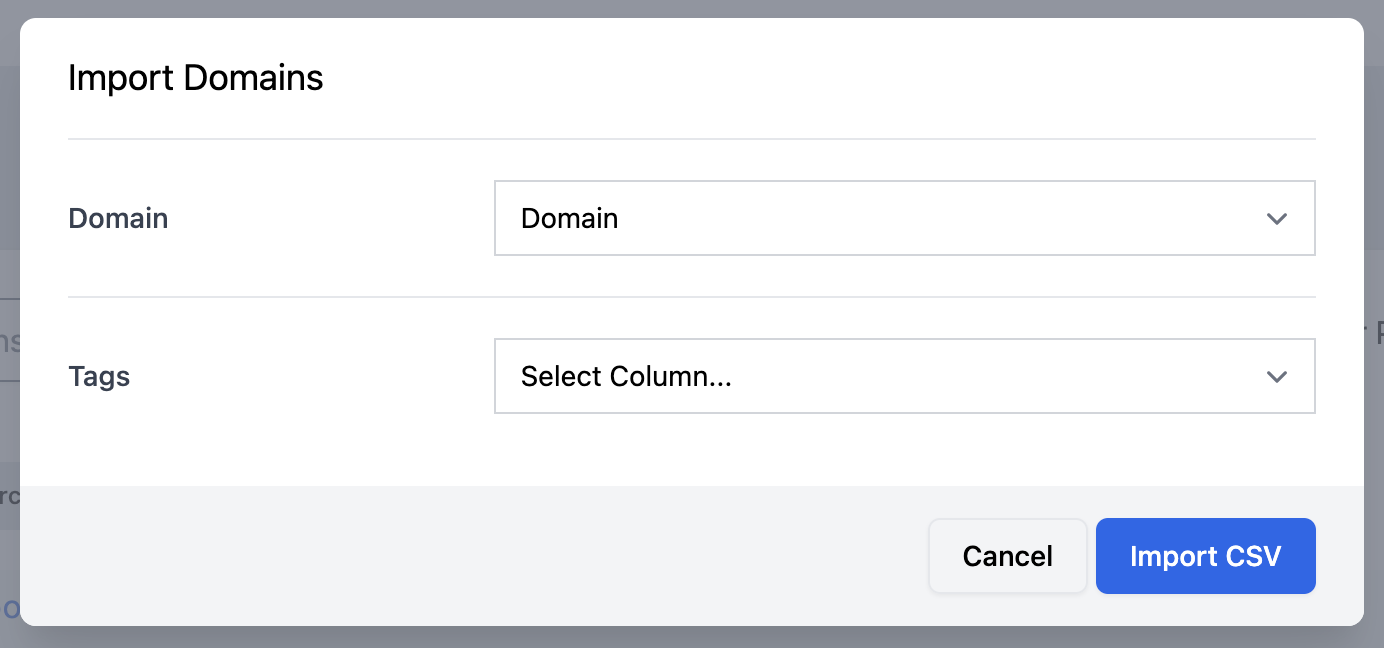 Import Domains
Domain
Domain
Tags
Select Column...
Cancel
Import CSV